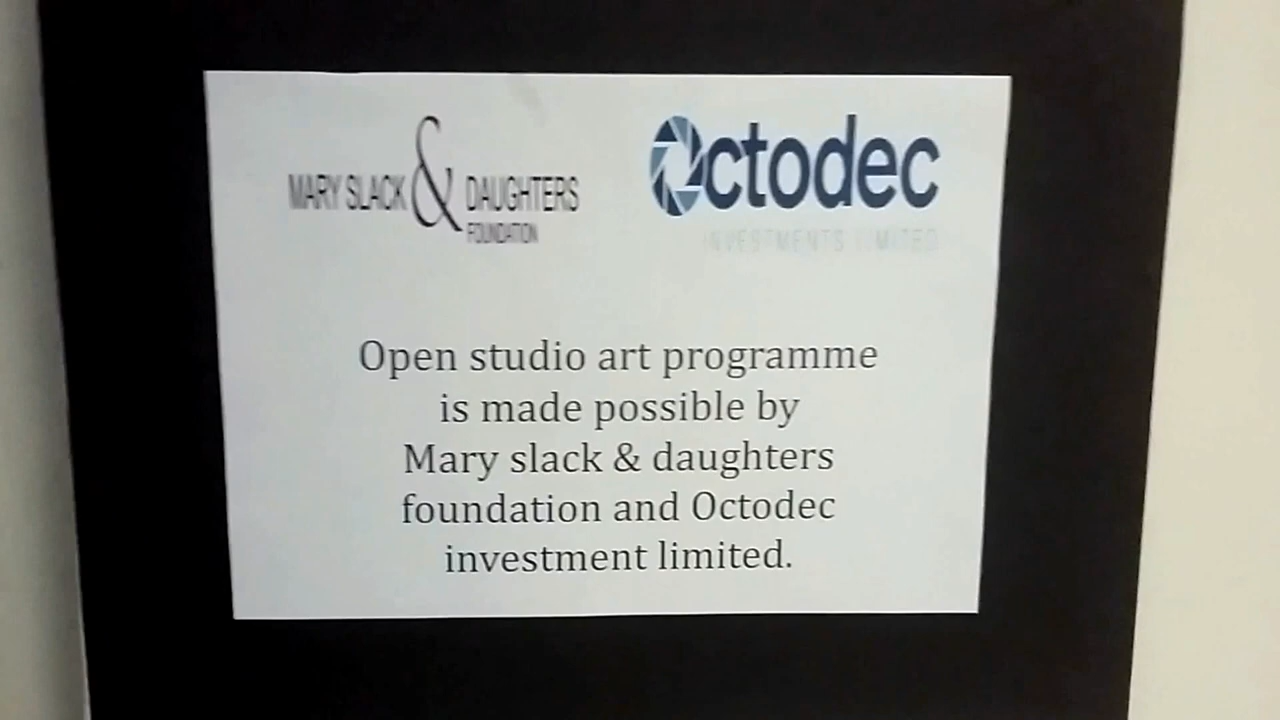 MARY SLACK & DAUGHTERS
FOUNDATION
Octodec
INVESTMENTS LIMITED
Open studio art programme
is made possible by
Mary slack & daughters
foundation and Octodec
investment limited.